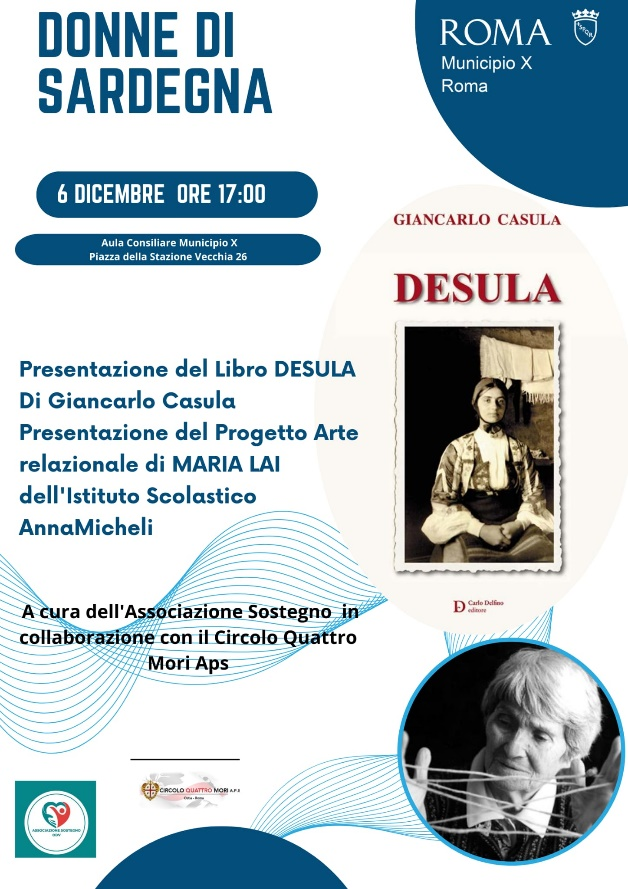 DONNE DI
SARDEGNA
ROMA
Municipio X
Roma
6 DICEMBRE ORE 17:00
Aula Consiliare Municipio X
Piazza della Stazione Vecchia 26
GIANCARLO CASULA
DESULA
Carlo Delfino
editore
Presentazione del Libro DESULA
Di Giancarlo Casula
Presentazione del Progetto Arte
relazionale di MARIA LAI
dell'Istituto Scolastico
AnnaMicheli
A cura dell'Associazione Sostegno in
collaborazione con il Circolo Quattro
Mori Aps
CIRCOLO QUATTRO MORI A.P.S
Ostia - Roma
ASSOCIAZIONE SOSTEGNO